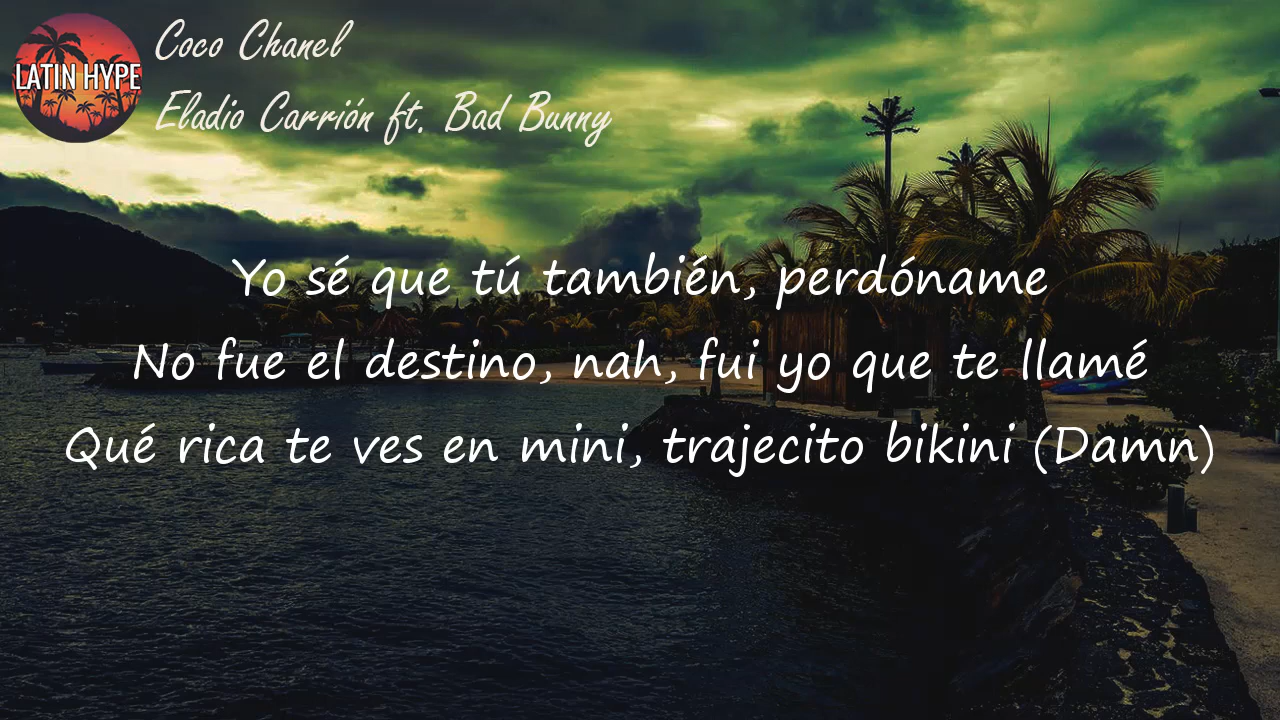 LATIN HYPE
Coco Chanel
Eladio Carrión ft. Bad Bunny
Yo sé que tú también, perdóname
No fue el destino, nah, fui yo que te llamé
Qué rica te ves en mini, trajecito bikini (Damn)